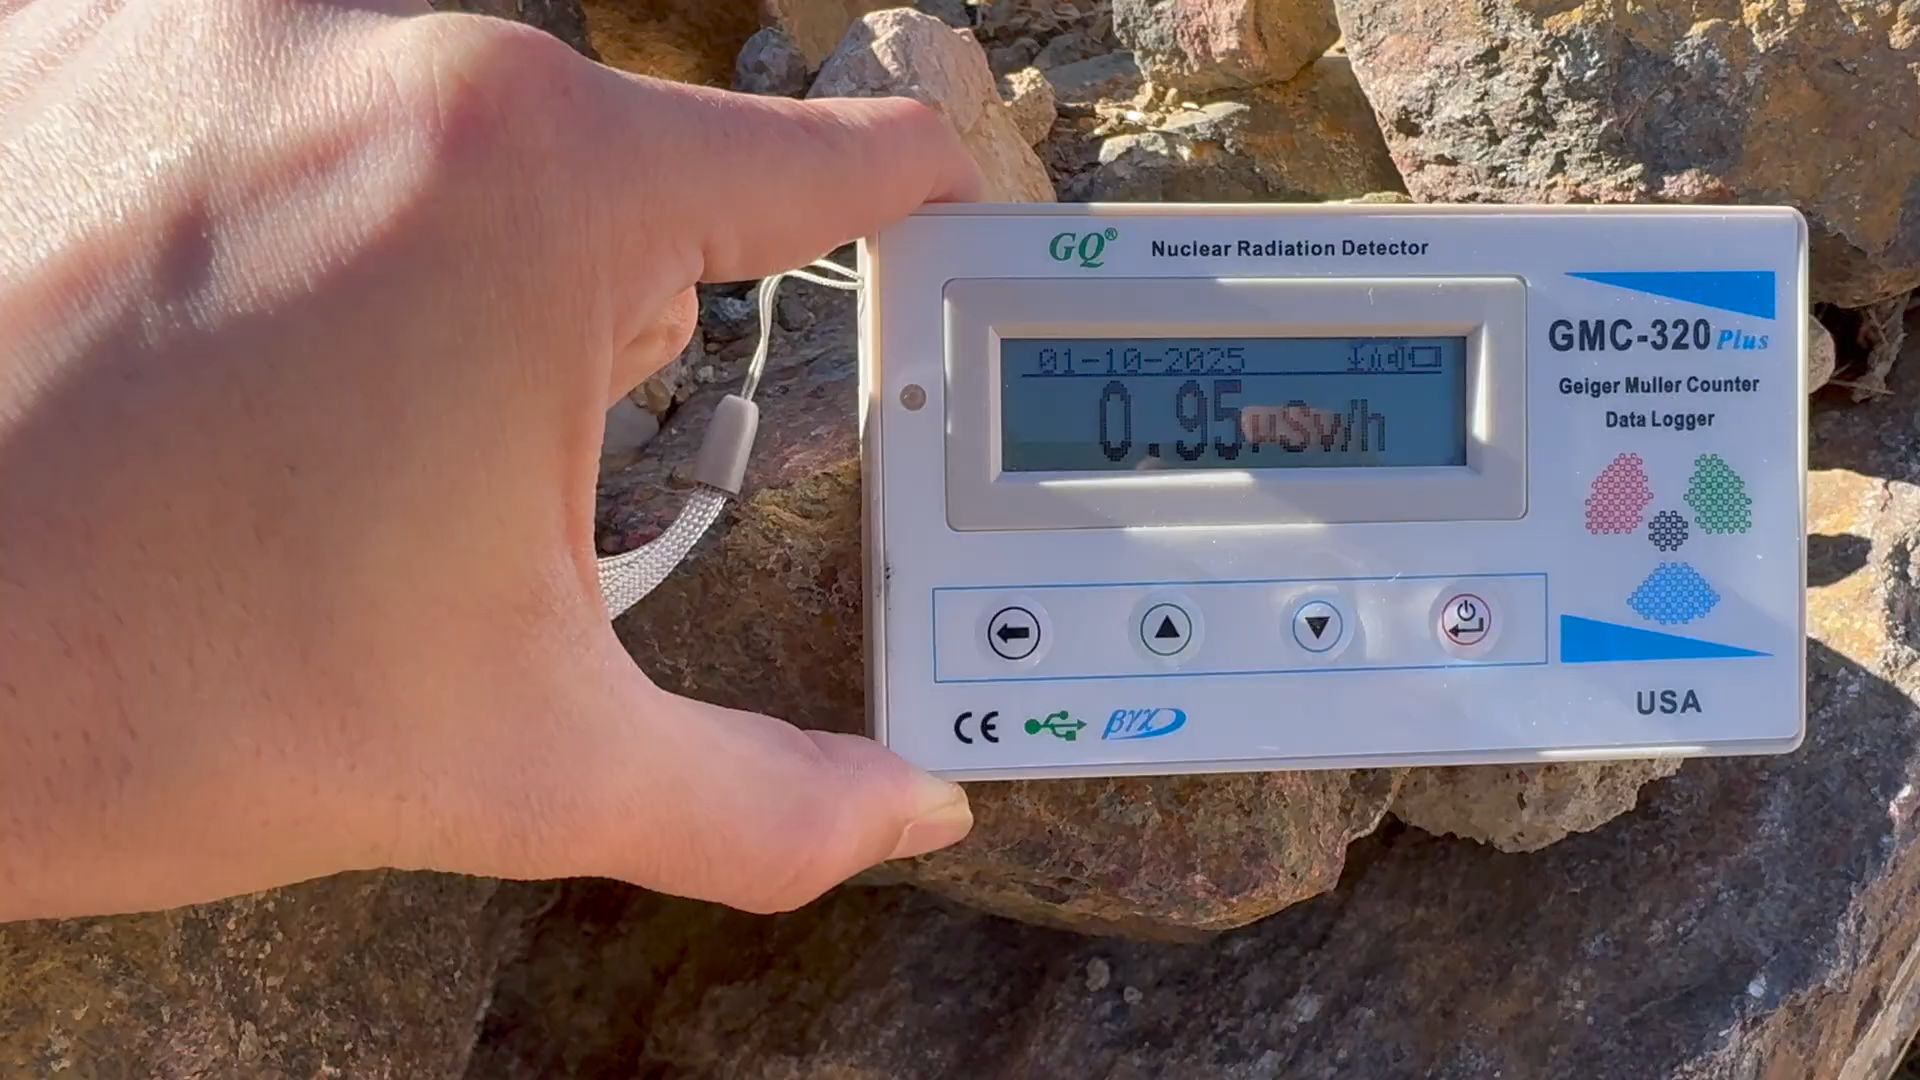 GQ® Nuclear Radiation Detector
01-10-2025
0.95µSv/h
GMC-320 Plus
Geiger Muller Counter
Data Logger
CE βγχ
USA